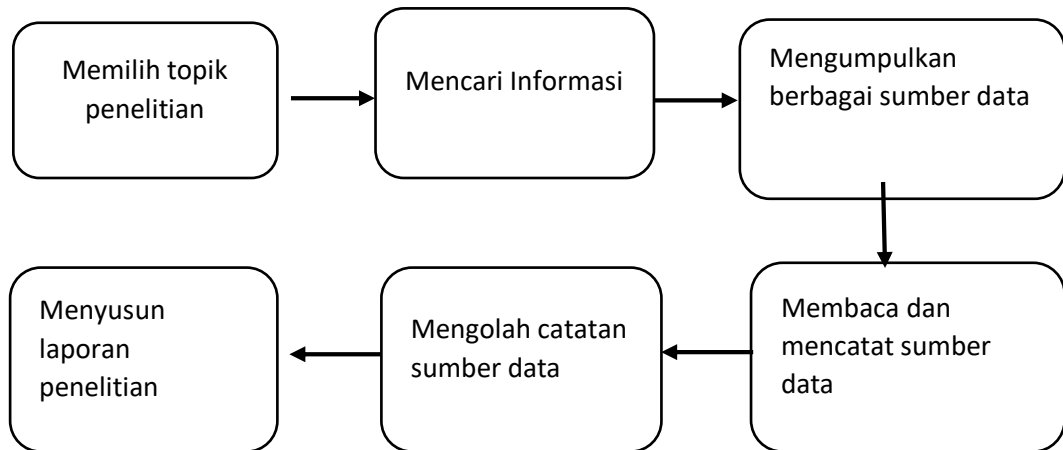 Memilih topik
penelitian
Mencari Informasi
Mengumpulkan
berbagai sumber data
Membaca dan
mencatat sumber
data
Mengolah catatan
sumber data
Menyusun
laporan
penelitian